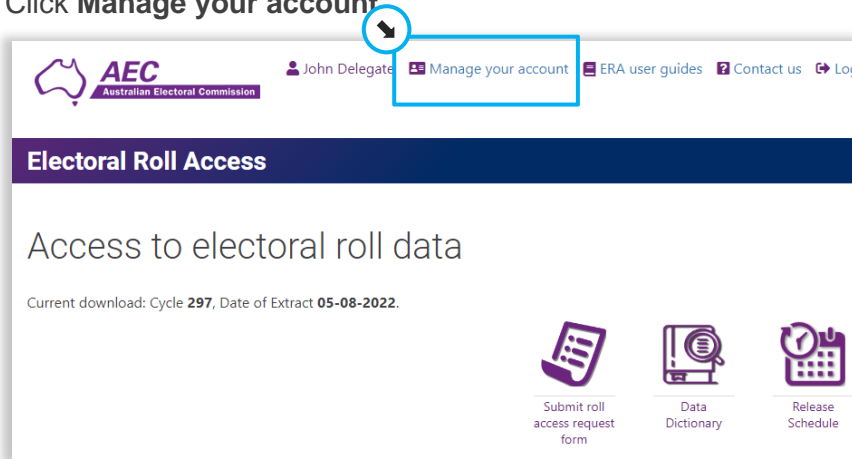 Click Manage your account
AEC
Australian Electoral Commission
John Delegate Manage your account ERA user guides Contact us Log
Electoral Roll Access
Access to electoral roll data
Current download: Cycle 297, Date of Extract 05-08-2022.
Submit roll
access request
form
Data
Dictionary
Release
Schedule